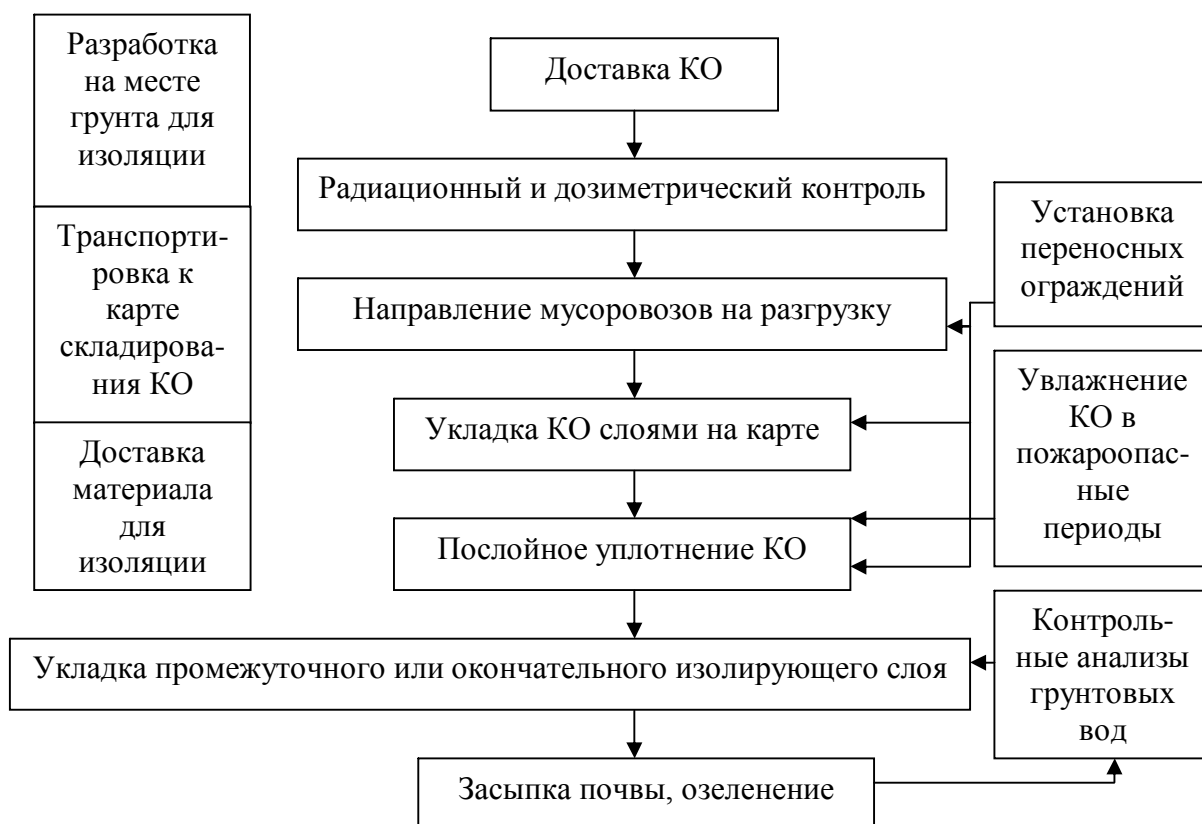 Разработка
на месте
грунта для
изоляции
Транспорти-
ровка к
карте
складирова-
ния КО
Доставка
материала
для
изоляции
Доставка КО
Радиационный и дозиметрический контроль
Направление мусоровозов на разгрузку
Укладка КО слоями на карте
Послойное уплотнение КО
Укладка промежуточного или окончательного изолирующего слоя
Засыпка почвы, озеленение
Установка
переносных
ограждений
Увлажнение
КО в
пожароопас-
ные
периоды
Контроль-
ные анализы
грунтовых
вод